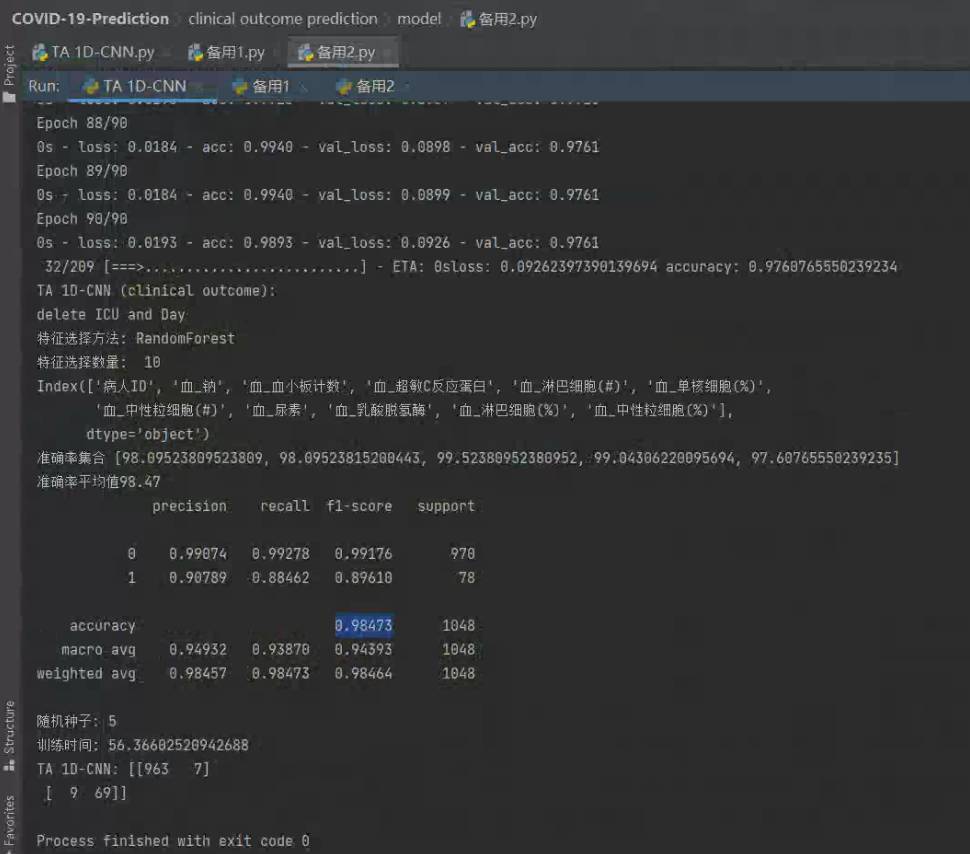 COVID-19-Prediction clinical outcome prediction model 备用2.py
TA 1D-CNN.py 备用1.py 备用2.py
Project
Run: TA 1D-CNN 备用1 备用2
Epoch 88/90
0s - loss: 0.0184 - acc: 0.9940 - val_loss: 0.0898 - val_acc: 0.9761
Epoch 89/90
0s - loss: 0.0184 - acc: 0.9940 - val_loss: 0.0899 - val_acc: 0.9761
Epoch 90/90
0s - loss: 0.0193 - acc: 0.9893 - val_loss: 0.0926 - val_acc: 0.9761
32/209 [===>..........................] - ETA: 0sloss: 0.09262397390139694 accuracy: 0.9760765550239234
TA 1D-CNN (clinical outcome):
delete ICU and Day
特征选择方法: RandomForest
特征选择数量: 10
Index(['病人ID', '血_钠', '血_血小板计数', '血_超敏C反应蛋白', '血_淋巴细胞(#)', '血_单核细胞(%)',
'血_中性粒细胞(#)', '血_尿素', '血_乳酸脱氢酶', '血_淋巴细胞(%)', '血_中性粒细胞(%)'],
dtype='object')
准确率集合 [98.09523809523809, 98.09523815200443, 99.52380952380952, 99.04306220095694, 97.60765550239235]
准确率平均值98.47
precision recall f1-score support
0 0.99074 0.99278 0.99176 970
1 0.90789 0.88462 0.89610 78
accuracy 0.98473 1048
macro avg 0.94932 0.93870 0.94393 1048
weighted avg 0.98457 0.98473 0.98464 1048
随机种子: 5
训练时间: 56.36602520942688
TA 1D-CNN: [[963 7]
[ 9 69]]
Process finished with exit code 0
Structure
Favorites